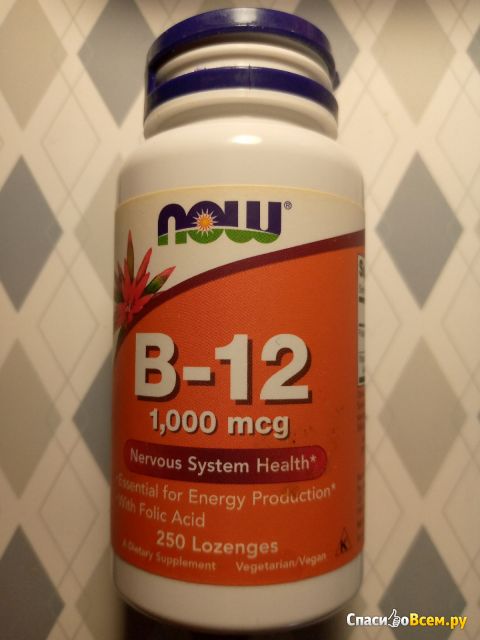 NOW®
B-12
1,000 mcg
Nervous System Health*
Essential for Energy Production*
With Folic Acid
250 Lozenges
A Dietary Supplement Vegetarian/Vegan
K
СпасибоВсем.ру